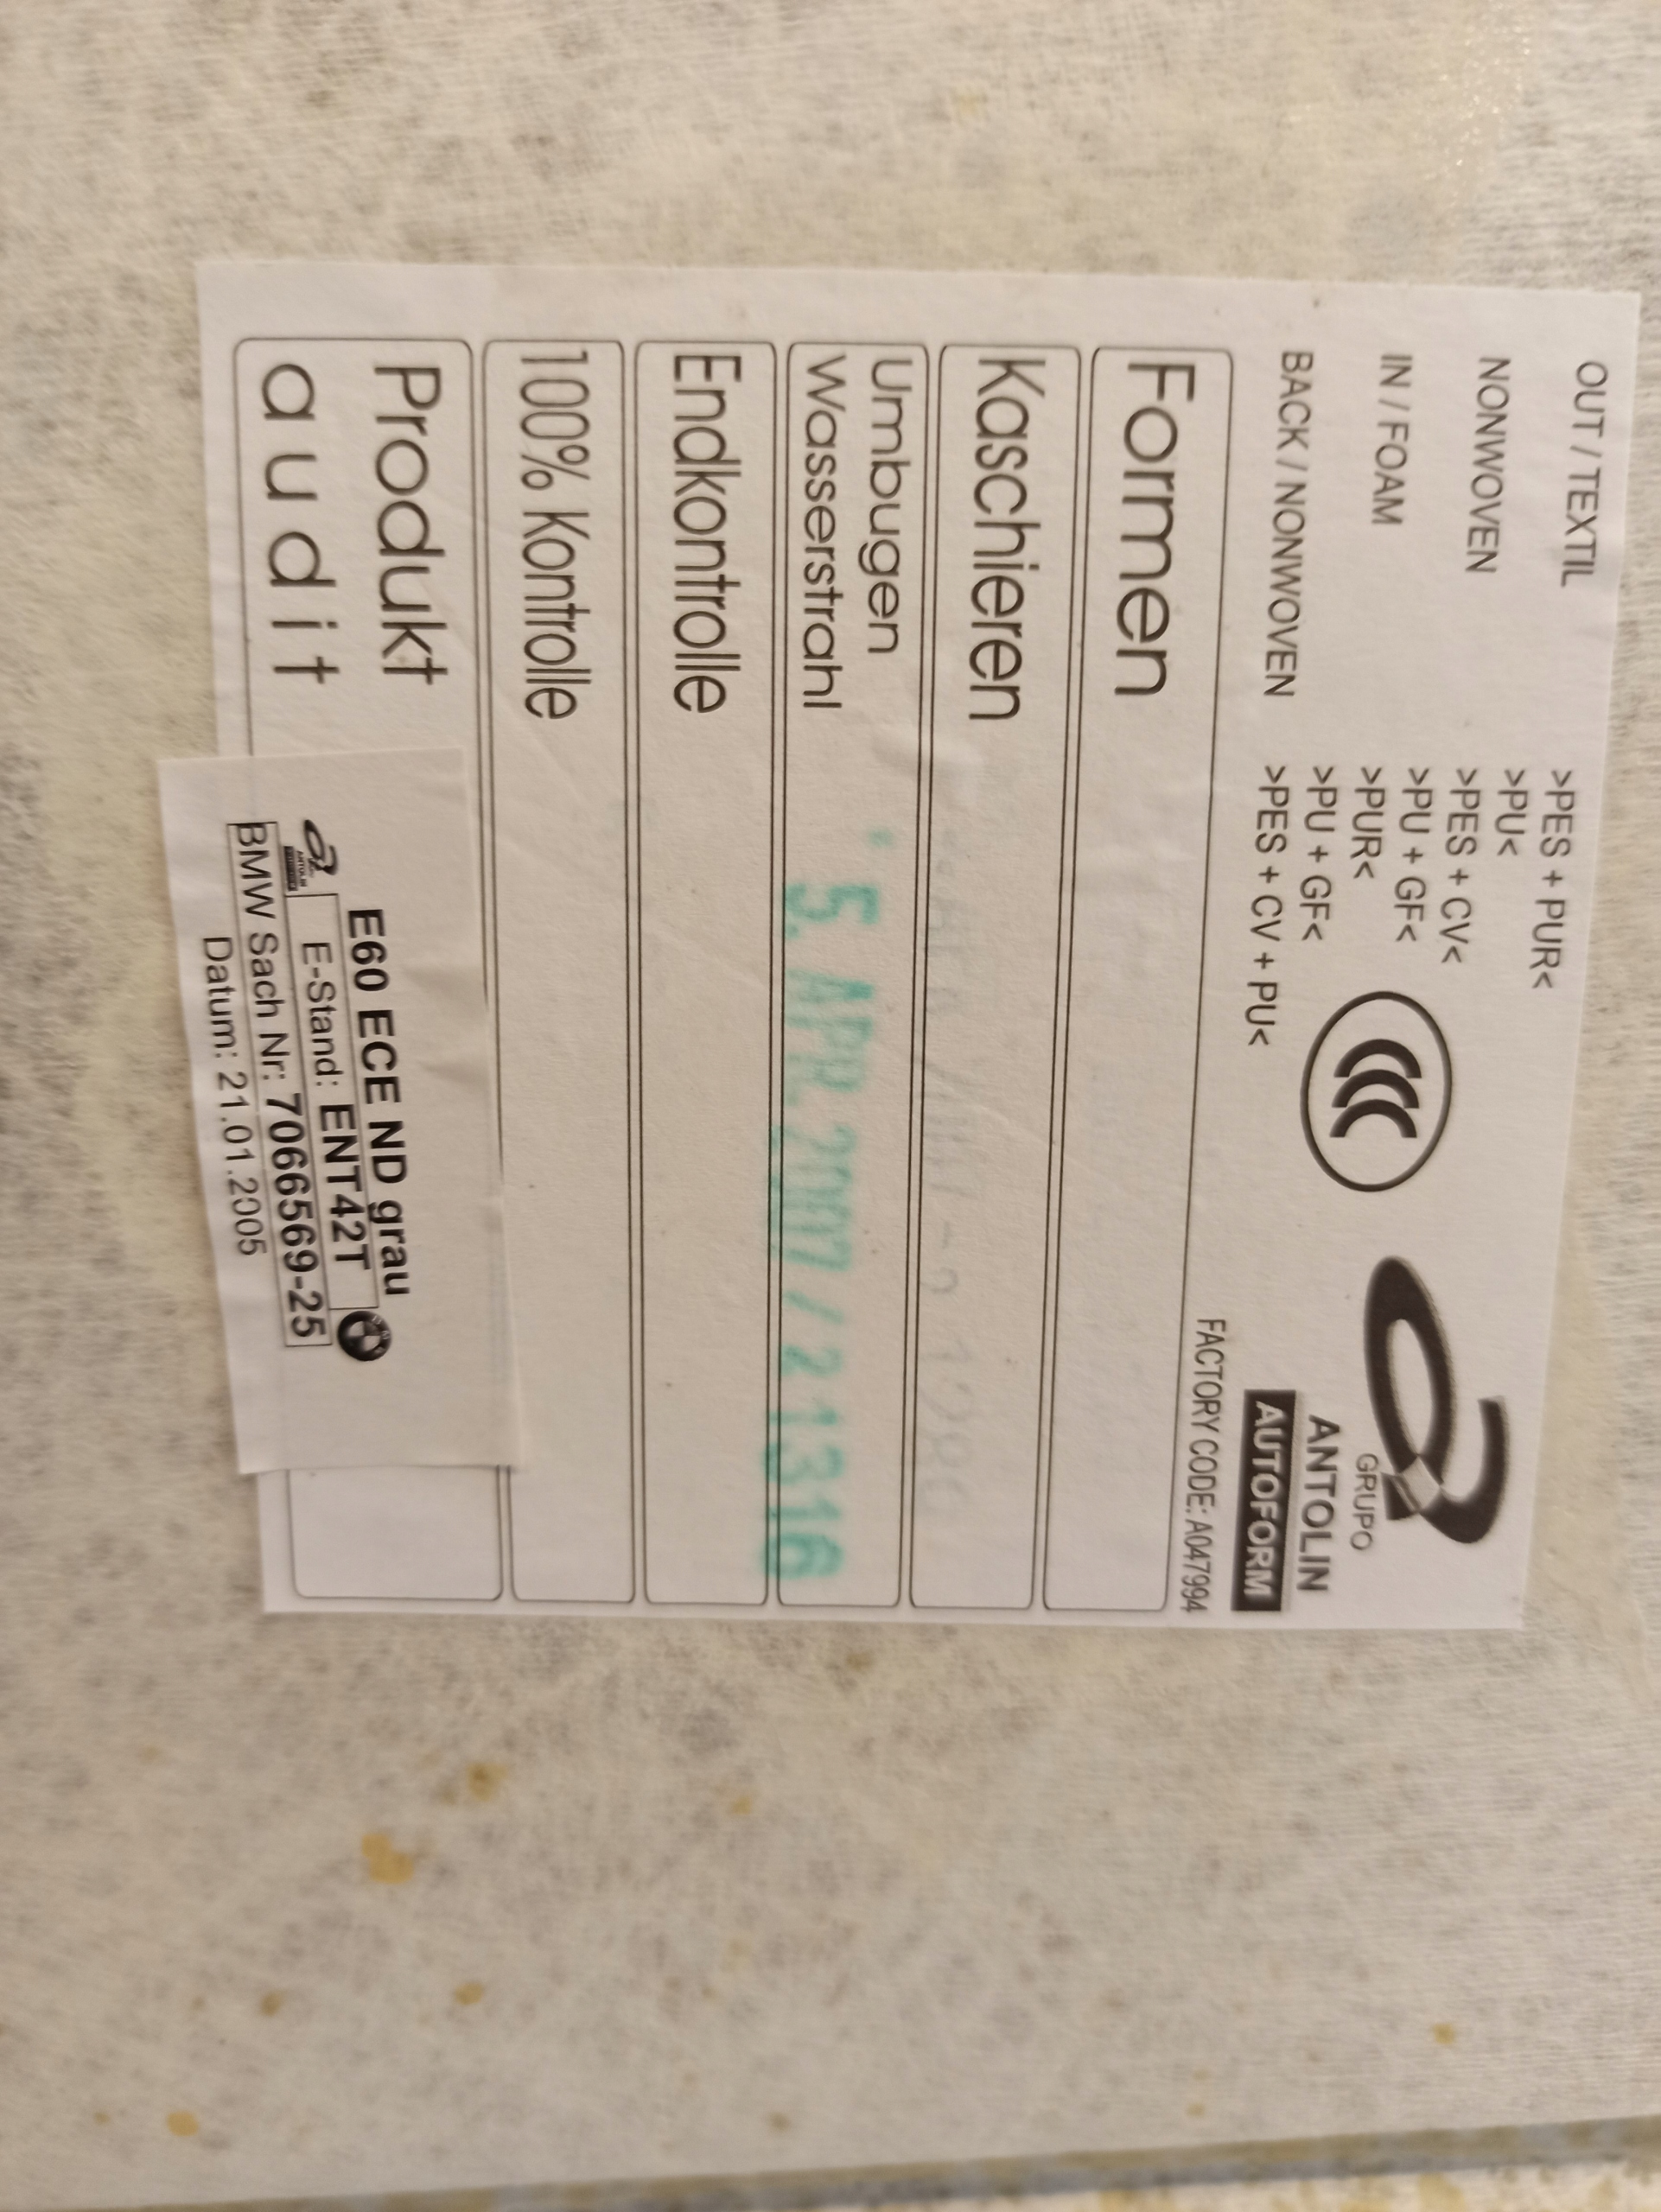 OUT / TEXTIL >PES + PUR<
>PU<
NONWOVEN >PES + CV<
>PU + GF<
IN / FOAM >PUR<
>PU + GF<
BACK / NONWOVEN >PES + CV + PU<
GRUPO
ANTOLIN
AUTOFORM
FACTORY CODE: A047994
Formen
Kaschieren
Umbugen
Wasserstrahl
5. APR. 2007 / 2 1316
Endkontrolle
100% Kontrolle
Produkt
audit
E60 ECE ND grau
E-Stand: ENT42T
BMW Sach Nr: 7066569-25
Datum: 21.01.2005